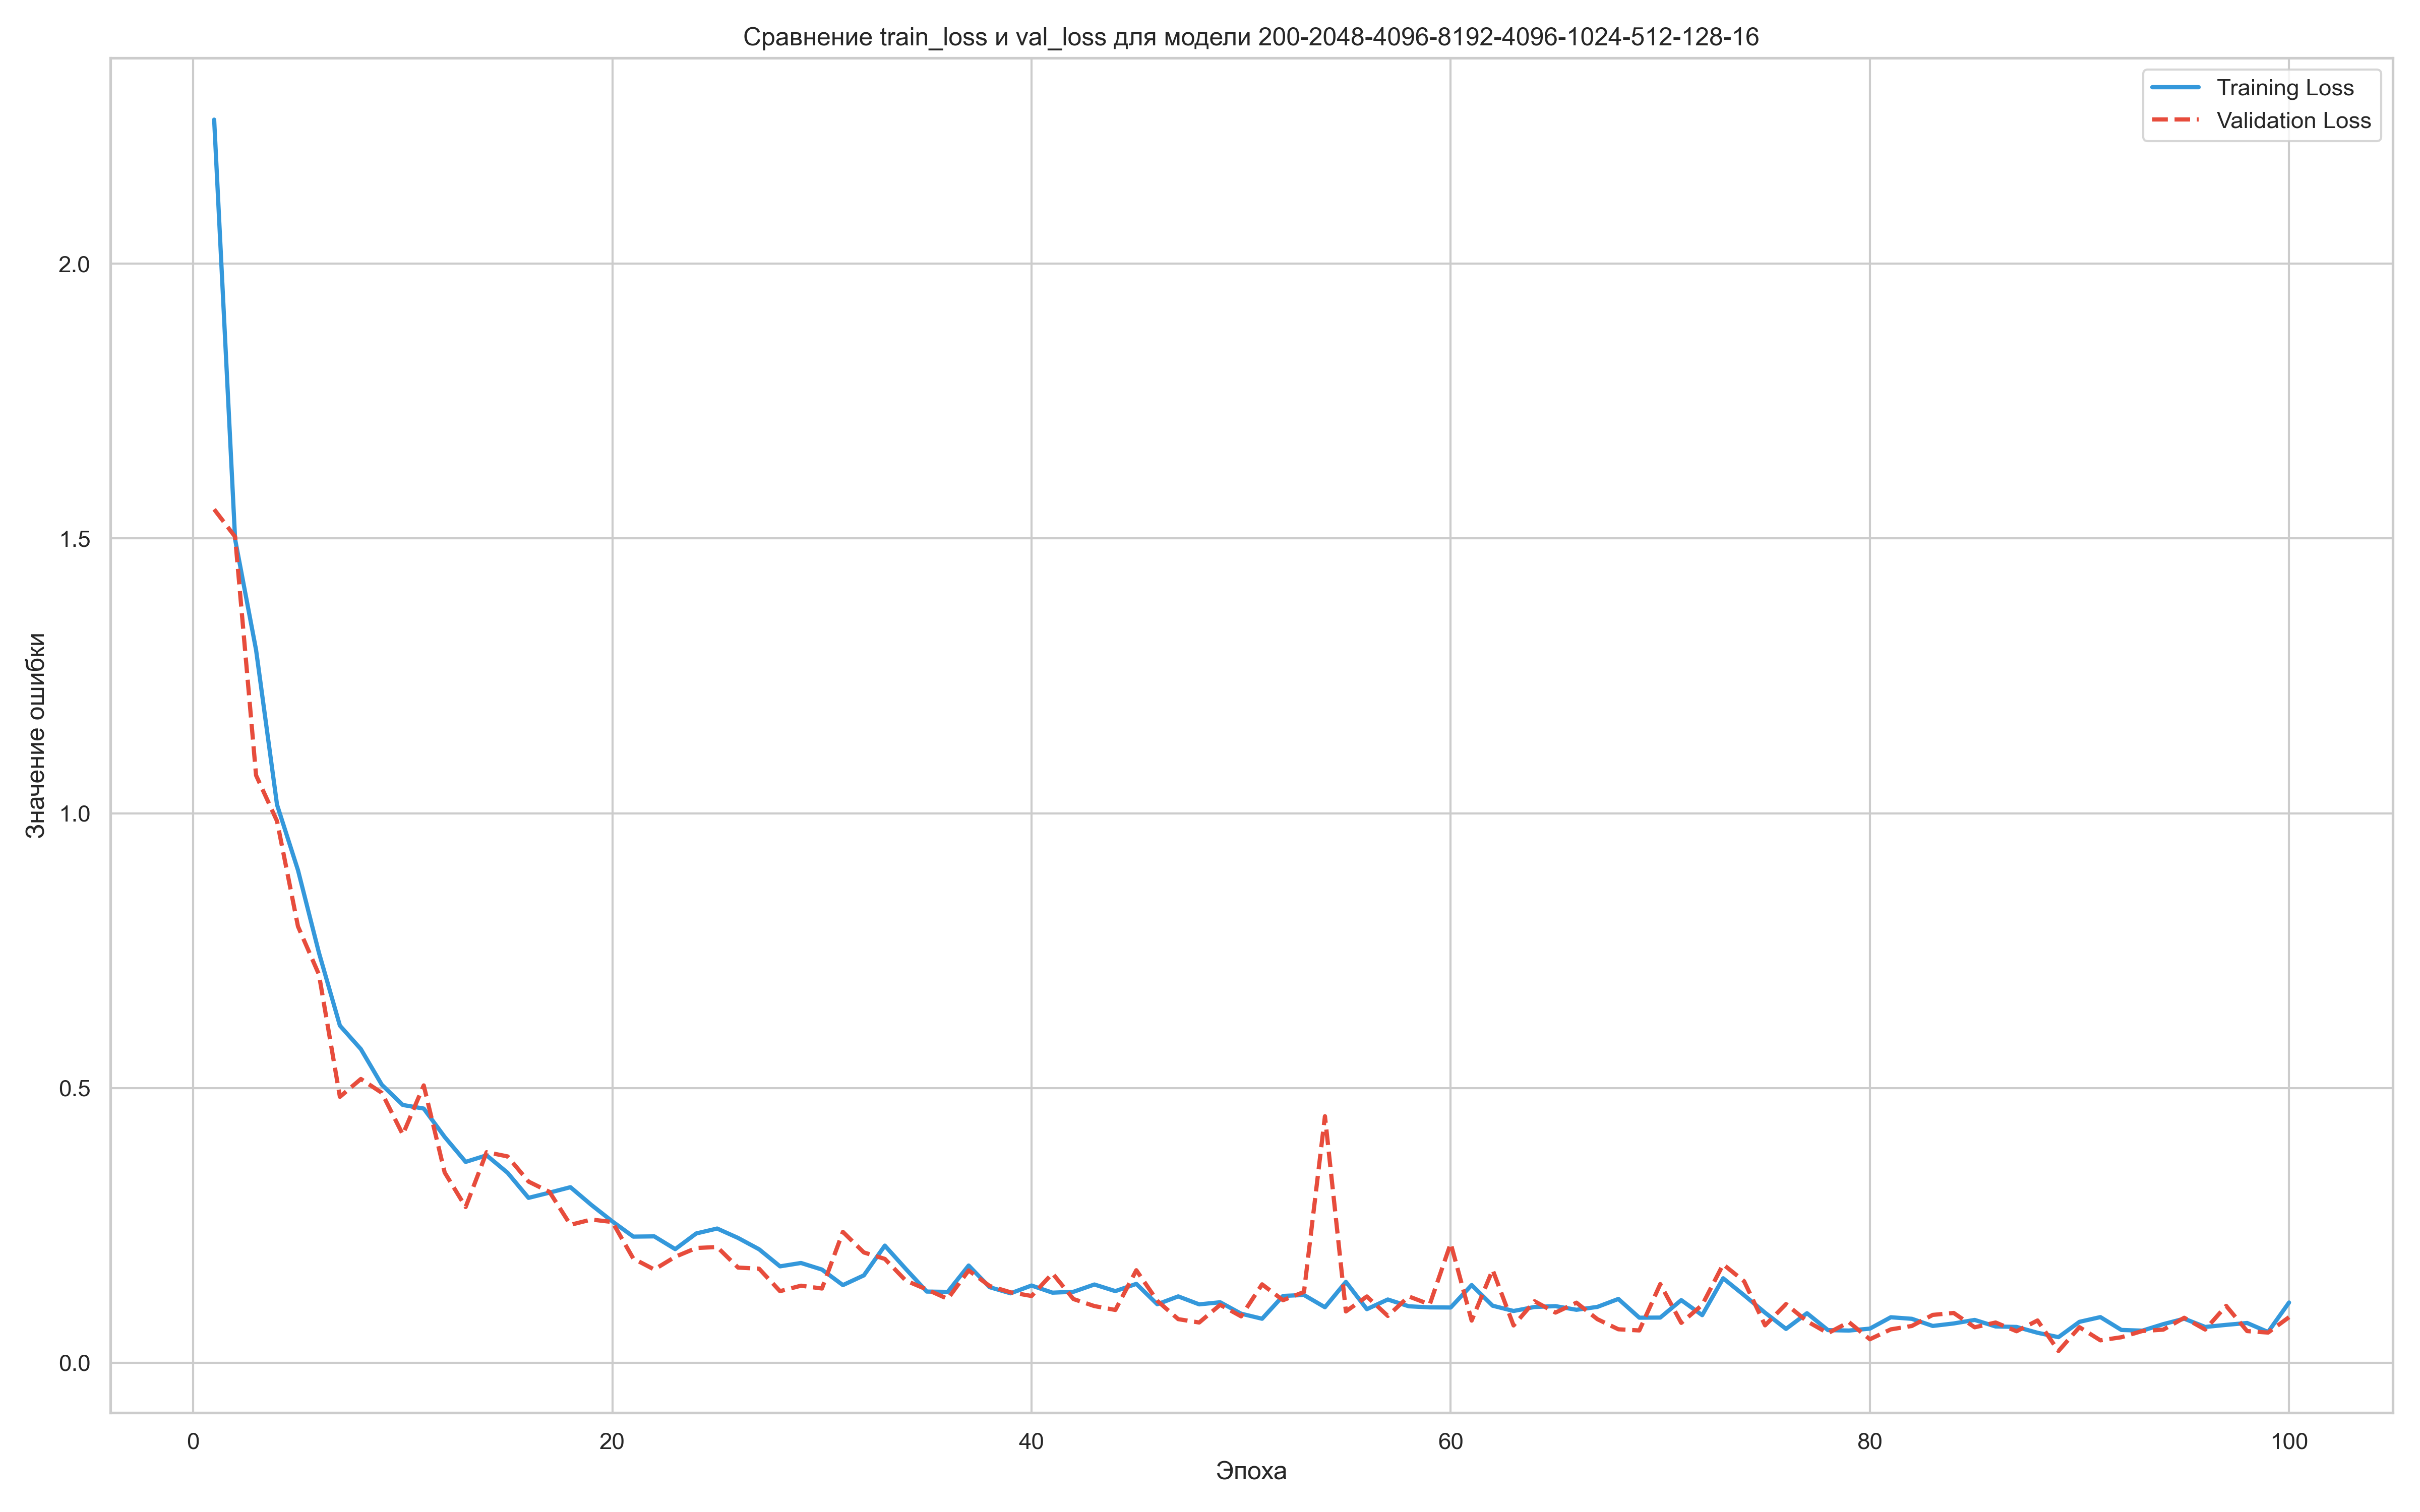 Сравнение train_loss и val_loss для модели 200-2048-4096-8192-4096-1024-512-128-16
Training Loss
Validation Loss
Значение ошибки
2.0
1.5
1.0
0.5
0.0
0
20
40
60
80
100
Эпоха